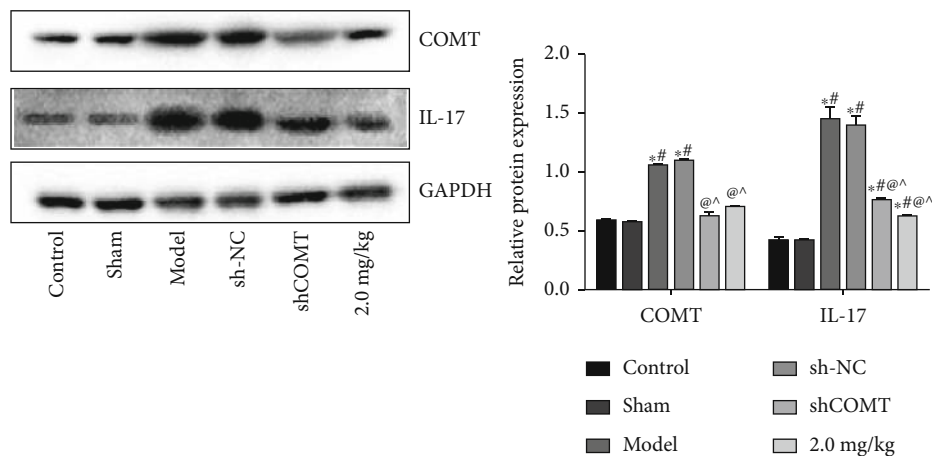 COMT
IL-17
GAPDH
Control
Sham
Model
sh-NC
shCOMT
2.0 mg/kg
Relative protein expression
2.0
1.5
1.0
0.5
0.0
*#
*#
@^
@^
*#
*#
*#@^
*#@^
COMT
IL-17
Control
Sham
Model
sh-NC
shCOMT
2.0 mg/kg